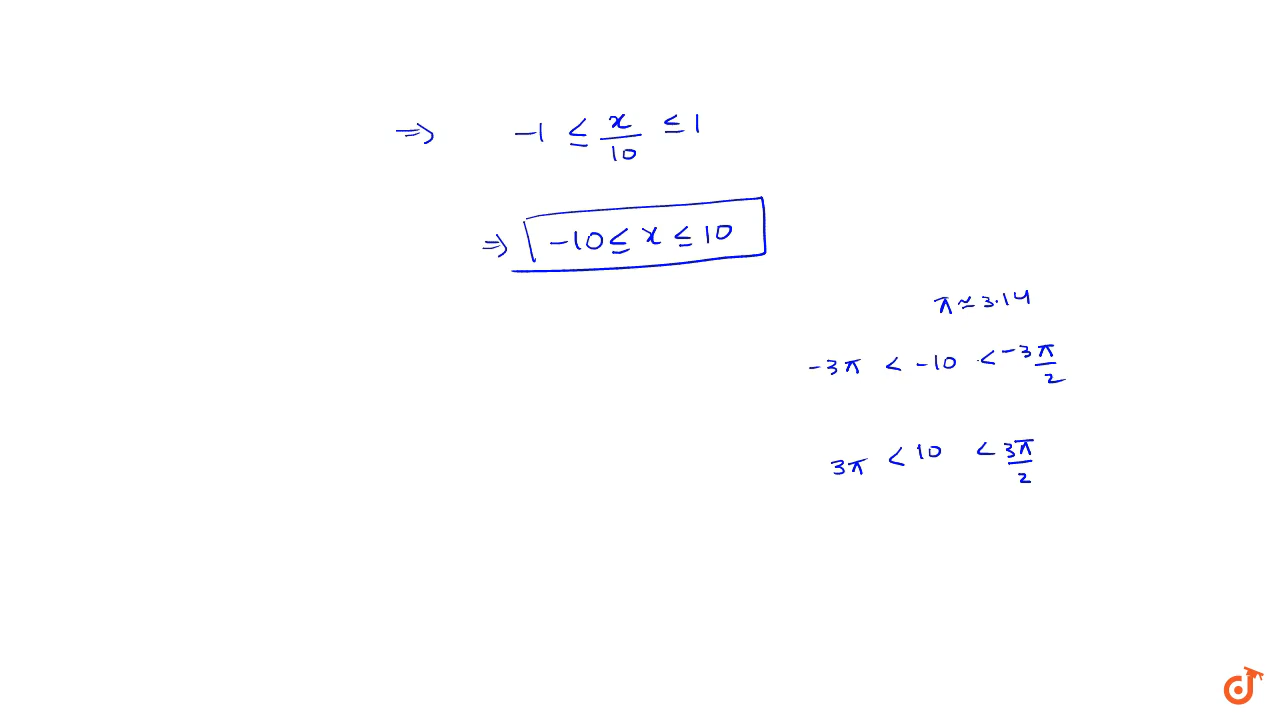 ⇒ -1 ≤ x/10 ≤ 1
⇒ -10 ≤ x ≤ 10
π ≃ 3.14
-3π < -10 < -3π/2
3π < 10 < 3π/2